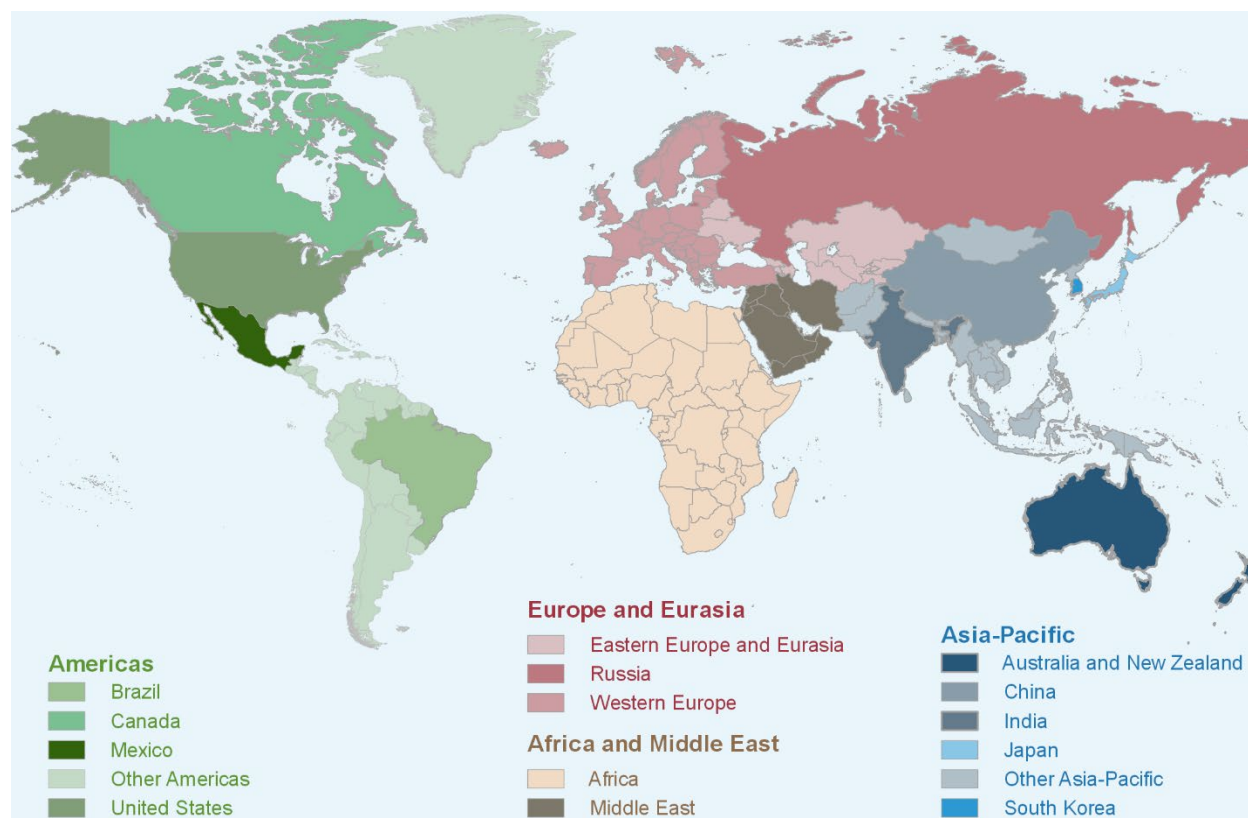 Americas
Brazil
Canada
Mexico
Other Americas
United States
Europe and Eurasia
Eastern Europe and Eurasia
Russia
Western Europe
Africa and Middle East
Africa
Middle East
Asia-Pacific
Australia and New Zealand
China
India
Japan
Other Asia-Pacific
South Korea